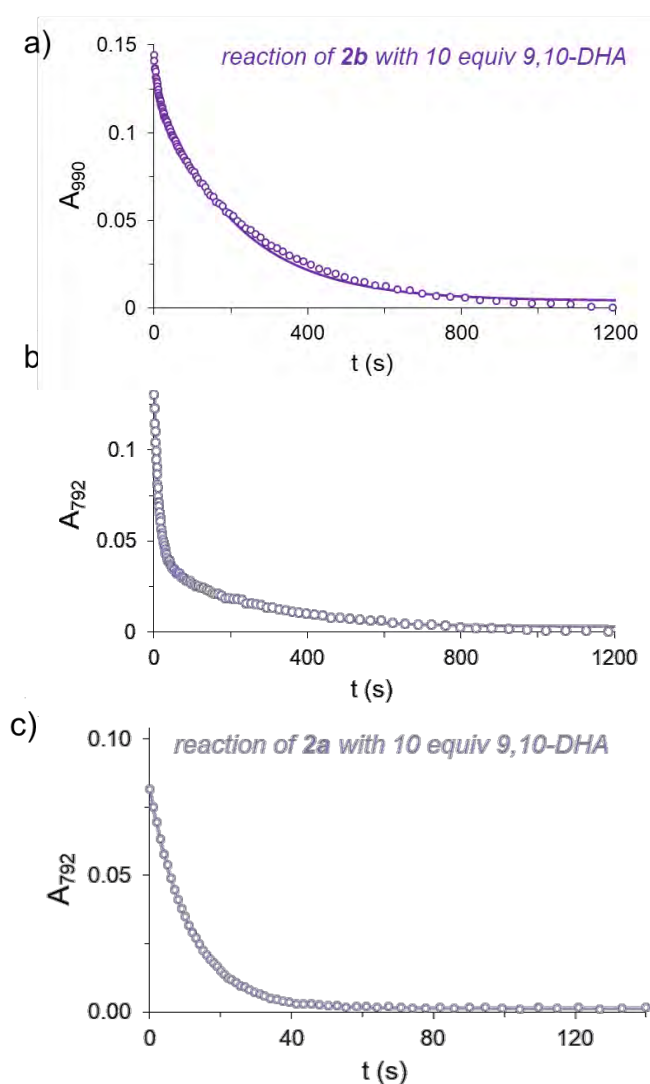 a)
0.15
reaction of 2b with 10 equiv 9,10-DHA
0.1
A990
0.05
0
0 400 800 1200
t (s)
b
0.1
A792
0.05
0
0 400 800 1200
t (s)
c)
0.10
reaction of 2a with 10 equiv 9,10-DHA
A792
0.05
0.00
0 40 80 120
t (s)